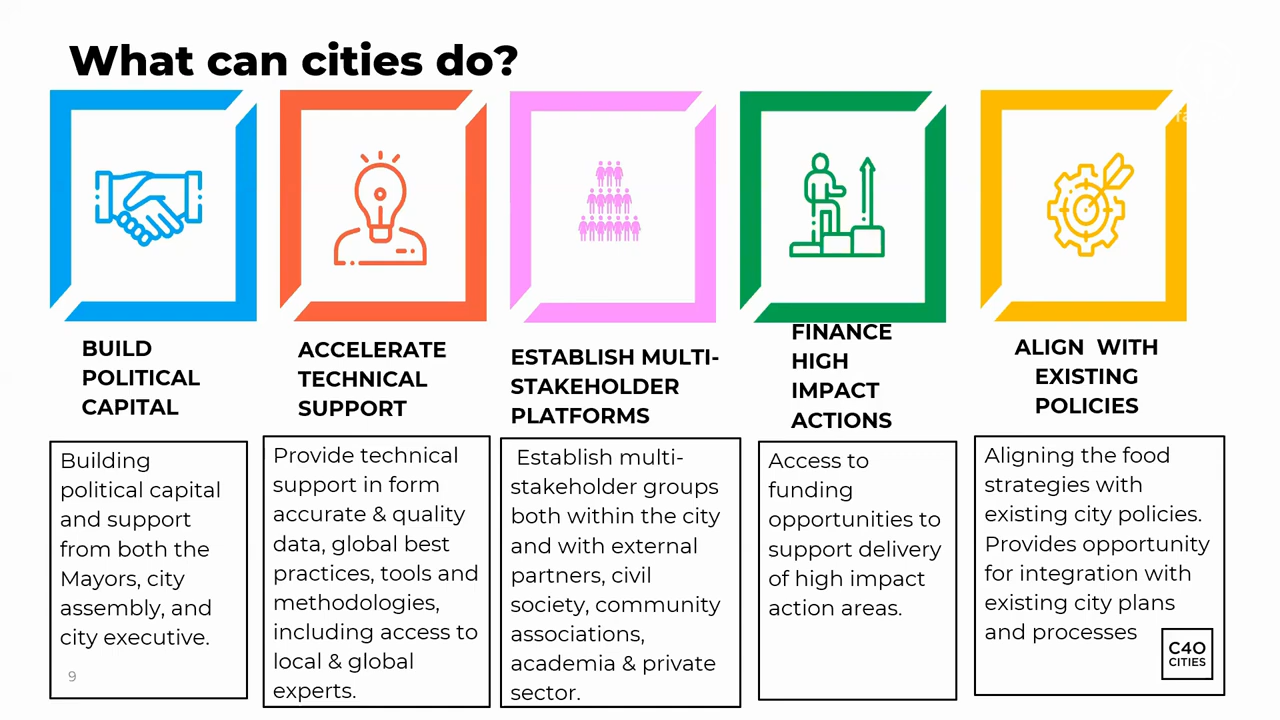 What can cities do?
BUILD
POLITICAL
CAPITAL
ACCELERATE
TECHNICAL
SUPPORT
ESTABLISH MULTI-
STAKEHOLDER
PLATFORMS
FINANCE
HIGH
IMPACT
ACTIONS
ALIGN WITH
EXISTING
POLICIES
Building
political capital
and support
from both the
Mayors, city
assembly, and
city executive.
Provide technical
support in form
accurate & quality
data, global best
practices, tools and
methodologies,
including access to
local & global
experts.
Establish multi-
stakeholder groups
both within the city
and with external
partners, civil
society, community
associations,
academia & private
sector.
Access to
funding
opportunities to
support delivery
of high impact
action areas.
Aligning the food
strategies with
existing city policies.
Provides opportunity
for integration with
existing city plans
and processes
C40
CITIES
9